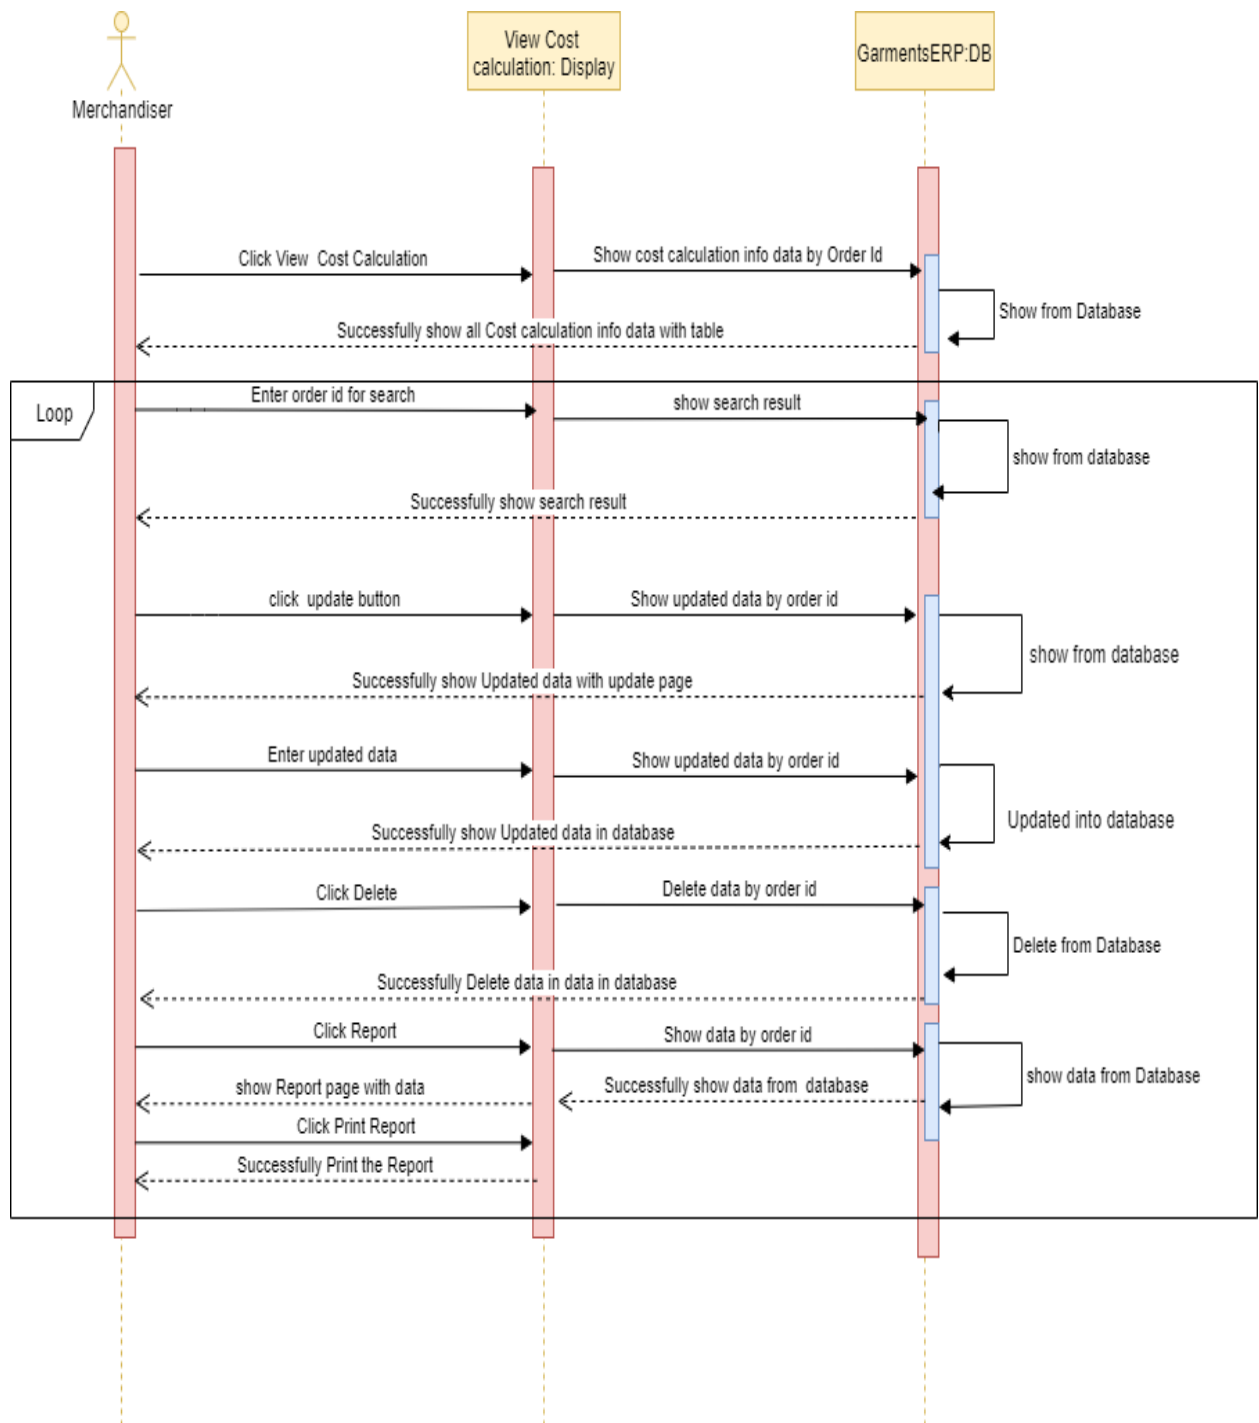 Merchandiser
View Cost
calculation: Display
GarmentsERP:DB
Click View  Cost Calculation
Show cost calculation info data by Order Id
Show from Database
Successfully show all Cost calculation info data with table
Loop
Enter order id for search
show search result
show from database
Successfully show search result
click  update button
Show updated data by order id
show from database
Successfully show Updated data with update page
Enter updated data
Show updated data by order id
Updated into database
Successfully show Updated data in database
Click Delete
Delete data by order id
Delete from Database
Successfully Delete data in data in database
Click Report
Show data by order id
show data from Database
Successfully show data from  database
show Report page with data
Click Print Report
Successfully Print the Report